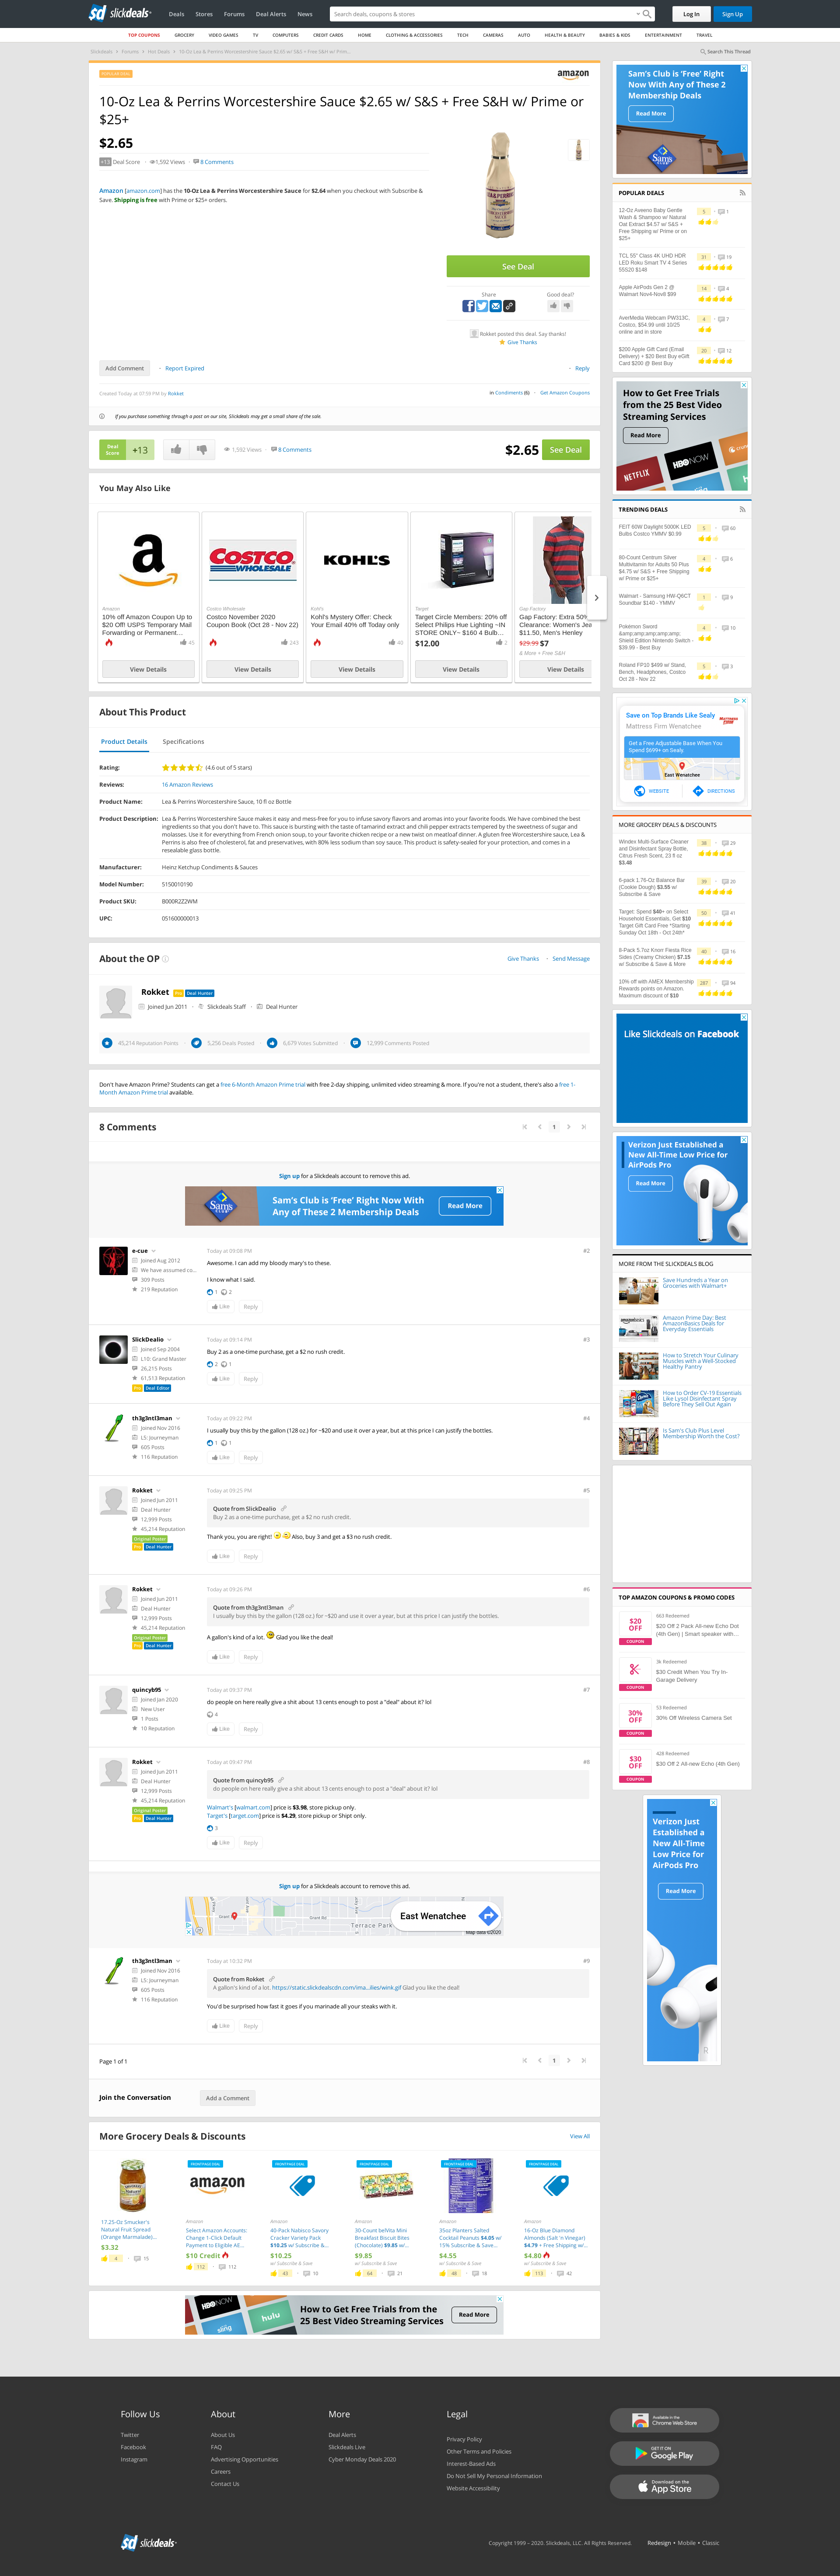 slickdeals
Deals
Stores
Forums
Deal Alerts
News
Search deals, coupons & stores
Log In
Sign Up
TOP COUPONS
GROCERY
VIDEO GAMES
TV
COMPUTERS
CREDIT CARDS
HOME
CLOTHING & ACCESSORIES
TECH
CAMERAS
AUTO
HEALTH & BEAUTY
BABIES & KIDS
ENTERTAINMENT
TRAVEL
Slickdeals > Forums > Hot Deals > 10-Oz Lea & Perrins Worcestershire Sauce $2.65 w/ S&S + Free S&H w/ Prim...
Search This Thread
POPULAR DEAL
amazon
10-Oz Lea & Perrins Worcestershire Sauce $2.65 w/ S&S + Free S&H w/ Prime or
$25+
$2.65
+13 Deal Score
1,592 Views
8 Comments
Amazon [amazon.com] has the 10-Oz Lea & Perrins Worcestershire Sauce for $2.64 when you checkout with Subscribe &
Save. Shipping is free with Prime or $25+ orders.
See Deal
Share
Good deal?
Rokket posted this deal. Say thanks!
Give Thanks
Add Comment
Report Expired
Reply
Created Today at 07:59 PM by Rokket
in Condiments (6)
Get Amazon Coupons
If you purchase something through a post on our site, Slickdeals may get a small share of the sale.
Deal
Score
+13
1,592 Views
8 Comments
$2.65
See Deal
You May Also Like
Amazon
10% off Amazon Coupon Up to
$20 Off! USPS Temporary Mail
Forwarding or Permanent...
45
View Details
COSTCO
WHOLESALE
Costco Wholesale
Costco November 2020
Coupon Book (Oct 28 - Nov 22)
243
View Details
KOHL'S
Kohl's
Kohl's Mystery Offer: Check
Your Email 40% off Today only
40
View Details
Target
Target Circle Members: 20% off
Select Philips Hue Lighting ~IN
STORE ONLY~ $160 4 Bulb...
$12.00
2
View Details
Gap Factory
Gap Factory: Extra 50%
Clearance: Women's Jea
$11.50, Men's Henley
$29.99 $7
& More + Free S&H
View Details
About This Product
Product Details
Specifications
Rating:
(4.6 out of 5 stars)
Reviews:
16 Amazon Reviews
Product Name:
Lea & Perrins Worcestershire Sauce, 10 fl oz Bottle
Product Description:
Lea & Perrins Worcestershire Sauce makes it easy and mess-free for you to infuse savory flavors and aromas into your favorite foods. We have combined the best
ingredients so that you don't have to. This sauce is bursting with the taste of tamarind extract and chili pepper extracts tempered by the sweetness of sugar and
molasses. Use it for everything from French onion soup, to your favorite chicken recipe or a new twist on meatloaf dinner. A gluten free Worcestershire sauce, Lea &
Perrins is also free of cholesterol, fat and preservatives, with 80% less sodium than soy sauce. This product is safety-sealed for your protection, and comes in a
resealable glass bottle.
Manufacturer:
Heinz Ketchup Condiments & Sauces
Model Number:
5150010190
Product SKU:
B000R2Z2WM
UPC:
051600000013
About the OP
Give Thanks
Send Message
Rokket
Pro
Deal Hunter
Joined Jun 2011
Slickdeals Staff
Deal Hunter
45,214 Reputation Points
5,256 Deals Posted
6,679 Votes Submitted
12,999 Comments Posted
Don't have Amazon Prime? Students can get a free 6-Month Amazon Prime trial with free 2-day shipping, unlimited video streaming & more. If you're not a student, there's also a free 1-
Month Amazon Prime trial available.
8 Comments
1
Sign up for a Slickdeals account to remove this ad.
Sam's Club is 'Free' Right Now With
Any of These 2 Membership Deals
Read More
e-cue
Joined Aug 2012
We have assumed co...
309 Posts
219 Reputation
Today at 09:08 PM
#2
Awesome. I can add my bloody mary's to these.
I know what I said.
1
2
Like
Reply
SlickDealio
Joined Sep 2004
L10: Grand Master
26,215 Posts
61,513 Reputation
Pro
Deal Editor
Today at 09:14 PM
#3
Buy 2 as a one-time purchase, get a $2 no rush credit.
2
1
Like
Reply
th3g3ntl3man
Joined Nov 2016
L5: Journeyman
605 Posts
116 Reputation
Today at 09:22 PM
#4
I usually buy this by the gallon (128 oz.) for ~$20 and use it over a year, but at this price I can justify the bottles.
1
1
Like
Reply
Rokket
Joined Jun 2011
Deal Hunter
12,999 Posts
45,214 Reputation
Original Poster
Pro
Deal Hunter
Today at 09:25 PM
#5
Quote from SlickDealio
Buy 2 as a one-time purchase, get a $2 no rush credit.
Thank you, you are right! Also, buy 3 and get a $3 no rush credit.
Like
Reply
Rokket
Joined Jun 2011
Deal Hunter
12,999 Posts
45,214 Reputation
Original Poster
Pro
Deal Hunter
Today at 09:26 PM
#6
Quote from th3g3ntl3man
I usually buy this by the gallon (128 oz.) for ~$20 and use it over a year, but at this price I can justify the bottles.
A gallon's kind of a lot. Glad you like the deal!
Like
Reply
quincyb95
Joined Jan 2020
New User
1 Posts
10 Reputation
Today at 09:37 PM
#7
do people on here really give a shit about 13 cents enough to post a "deal" about it? lol
4
Like
Reply
Rokket
Joined Jun 2011
Deal Hunter
12,999 Posts
45,214 Reputation
Original Poster
Pro
Deal Hunter
Today at 09:47 PM
#8
Quote from quincyb95
do people on here really give a shit about 13 cents enough to post a "deal" about it? lol
Walmart's [walmart.com] price is $3.98, store pickup only.
Target's [target.com] price is $4.29, store pickup or Shipt only.
3
Like
Reply
Sign up for a Slickdeals account to remove this ad.
Grant Rd
Terrace Park
East Wenatchee
Map data ©2020
th3g3ntl3man
Joined Nov 2016
L5: Journeyman
605 Posts
116 Reputation
Today at 10:32 PM
#9
Quote from Rokket
A gallon's kind of a lot. https://static.slickdealscdn.com/ima...ilies/wink.gif Glad you like the deal!
You'd be surprised how fast it goes if you marinade all your steaks with it.
Like
Reply
Page 1 of 1
1
Join the Conversation
Add a Comment
More Grocery Deals & Discounts
View All
17.25-Oz Smucker's
Natural Fruit Spread
(Orange Marmalade)...
$3.32
4
15
FRONTPAGE DEAL
amazon
Amazon
Select Amazon Accounts:
Change 1-Click Default
Payment to Eligible AE...
$10 Credit
112
112
FRONTPAGE DEAL
Amazon
40-Pack Nabisco Savory
Cracker Variety Pack
$10.25 w/ Subscribe &...
$10.25
w/ Subscribe & Save
43
10
FRONTPAGE DEAL
Amazon
30-Count belVita Mini
Breakfast Biscuit Bites
(Chocolate) $9.85 w/...
$9.85
w/ Subscribe & Save
64
21
FRONTPAGE DEAL
Amazon
35oz Planters Salted
Cocktail Peanuts $4.05 w/
15% Subscribe & Save...
$4.55
w/ Subscribe & Save
48
18
FRONTPAGE DEAL
Amazon
16-Oz Blue Diamond
Almonds (Salt 'n Vinegar)
$4.79 + Free Shipping w/...
$4.80
w/ Subscribe & Save
113
42
HBO NOW
sling
hulu
How to Get Free Trials from the
25 Best Video Streaming Services
Read More
Sam's Club is 'Free' Right
Now With Any of These 2
Membership Deals
Read More
Sam's
POPULAR DEALS
12-Oz Aveeno Baby Gentle
Wash & Shampoo w/ Natural
Oat Extract $4.57 w/ S&S +
Free Shipping w/ Prime or on
$25+
5
1
TCL 55" Class 4K UHD HDR
LED Roku Smart TV 4 Series
55S20 $148
31
19
Apple AirPods Gen 2 @
Walmart Nov4-Nov8 $99
14
4
AverMedia Webcam PW313C,
Costco, $54.99 until 10/25
online and in store
4
7
$200 Apple Gift Card (Email
Delivery) + $20 Best Buy eGift
Card $200 @ Best Buy
20
12
How to Get Free Trials
from the 25 Best Video
Streaming Services
Read More
NETFLIX
HBO NOW
hulu
sling
TRENDING DEALS
FEIT 60W Daylight 5000K LED
Bulbs Costco YMMV $0.99
5
60
80-Count Centrum Silver
Multivitamin for Adults 50 Plus
$4.75 w/ S&S + Free Shipping
w/ Prime or $25+
4
6
Walmart - Samsung HW-Q6CT
Soundbar $140 - YMMV
1
9
Pokémon Sword
&amp;amp;amp;amp;amp;
Shield Edition Nintendo Switch -
$39.89 - Best Buy
4
10
Roland FP10 $499 w/ Stand,
Bench, Headphones, Costco
Oct 28 - Nov 22
5
3
Save on Top Brands Like Sealy
Mattress Firm Wenatchee
Get a Free Adjustable Base When You
Spend $699+ on Sealy.
East Wenatchee
WEBSITE
DIRECTIONS
MORE GROCERY DEALS & DISCOUNTS
Windex Multi-Surface Cleaner
and Disinfectant Spray Bottle,
Citrus Fresh Scent, 23 fl oz
$3.48
38
29
6-pack 1.76-Oz Balance Bar
(Cookie Dough) $3.55 w/
Subscribe & Save
39
20
Target: Spend $40+ on Select
Household Essentials, Get $10
Target Gift Card Free *Starting
Sunday Oct 18th - Oct 24th*
50
41
8-Pack 5.7oz Knorr Fiesta Rice
Sides (Creamy Chicken) $7.15
w/ Subscribe & Save & More
40
16
10% off with AMEX Membership
Rewards points on Amazon,
Maximum discount of $10
287
94
Like Slickdeals on Facebook
Verizon Just Established a
New All-Time Low Price for
AirPods Pro
Read More
MORE FROM THE SLICKDEALS BLOG
Save Hundreds a Year on
Groceries with Walmart+
Amazon Prime Day: Best
AmazonBasics Deals for
Everyday Essentials
How to Stretch Your Culinary
Muscles with a Well-Stocked
Healthy Pantry
How to Order CV-19 Essentials
Like Lysol Disinfectant Spray
Before They Sell Out Again
Is Sam's Club Plus Level
Membership Worth the Cost?
TOP AMAZON COUPONS & PROMO CODES
$20
OFF
COUPON
663 Redeemed
$20 Off 2 Pack All-new Echo Dot
(4th Gen) | Smart speaker with...
COUPON
3k Redeemed
$30 Credit When You Try In-
Garage Delivery
30%
OFF
COUPON
53 Redeemed
30% Off Wireless Camera Set
$30
OFF
COUPON
428 Redeemed
$30 Off 2 All-new Echo (4th Gen)
Verizon Just
Established a
New All-Time
Low Price for
AirPods Pro
Read More
Follow Us
Twitter
Facebook
Instagram
About
About Us
FAQ
Advertising Opportunities
Careers
Contact Us
More
Deal Alerts
Slickdeals Live
Cyber Monday Deals 2020
Legal
Privacy Policy
Other Terms and Policies
Interest-Based Ads
Do Not Sell My Personal Information
Website Accessibility
Available in the
Chrome Web Store
GET IT ON
Google Play
Download on the
App Store
slickdeals
Copyright 1999 – 2020. Slickdeals, LLC. All Rights Reserved.
Redesign • Mobile • Classic